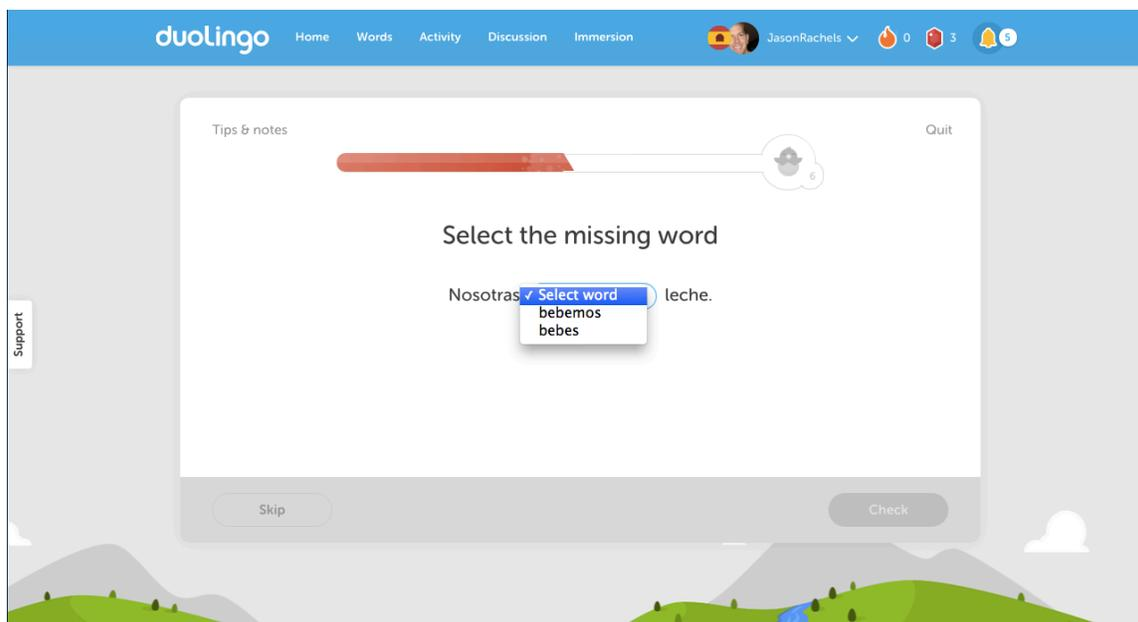 duolingo Home Words Activity Discussion Immersion JasonRachels 0 3 5
Tips & notes Quit
6
Select the missing word
Nosotras ✓ Select word leche.
bebemos
bebes
Support
Skip Check